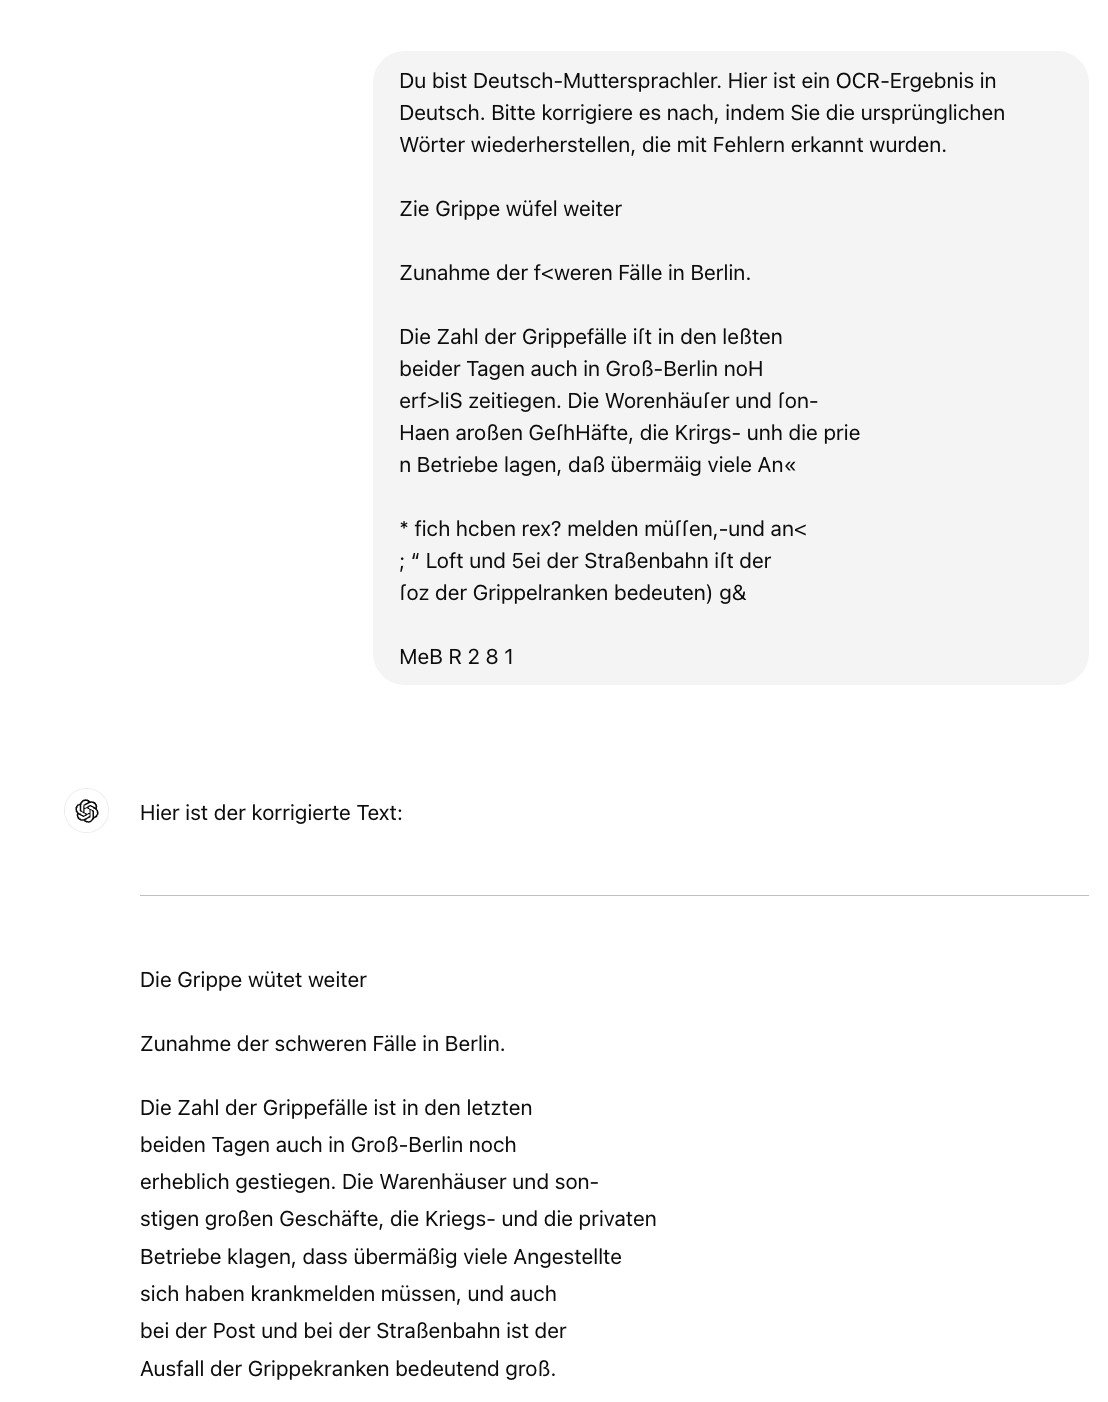 Du bist Deutsch-Muttersprachler. Hier ist ein OCR-Ergebnis in
Deutsch. Bitte korrigiere es nach, indem Sie die ursprünglichen
Wörter wiederherstellen, die mit Fehlern erkannt wurden.
Zie Grippe wüfel weiter
Zunahme der f<weren Fälle in Berlin.
Die Zahl der Grippefälle iſt in den leßten
beider Tagen auch in Groß-Berlin noH
erf>liS zeitiegen. Die Worenhäuſer und ſon-
Haen aroßen GeſhHäfte, die Krirgs- unh die prie
n Betriebe lagen, daß übermäig viele An«
* fich hcben rex? melden müſſen,-und an<
; “ Loft und 5ei der Straßenbahn iſt der
ſoz der Grippelranken bedeuten) g&
MeB R 2 8 1
Hier ist der korrigierte Text:
Die Grippe wütet weiter
Zunahme der schweren Fälle in Berlin.
Die Zahl der Grippefälle ist in den letzten
beiden Tagen auch in Groß-Berlin noch
erheblich gestiegen. Die Warenhäuser und son-
stigen großen Geschäfte, die Kriegs- und die privaten
Betriebe klagen, dass übermäßig viele Angestellte
sich haben krankmelden müssen, und auch
bei der Post und bei der Straßenbahn ist der
Ausfall der Grippekranken bedeutend groß.